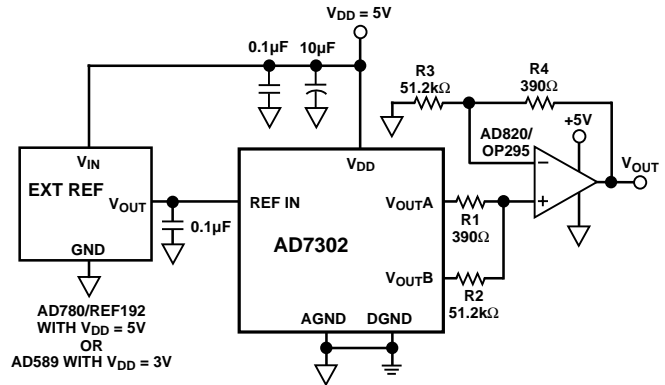 V_DD = 5V
0.1µF
10µF
R3
51.2kΩ
R4
390Ω
AD820/
OP295
+5V
V_OUT
−
+
V_IN
EXT REF
V_OUT
GND
0.1µF
V_DD
REF IN
AD7302
V_OUTA
V_OUTB
AGND
DGND
R1
390Ω
R2
51.2kΩ
AD780/REF192
WITH V_DD = 5V
OR
AD589 WITH V_DD = 3V